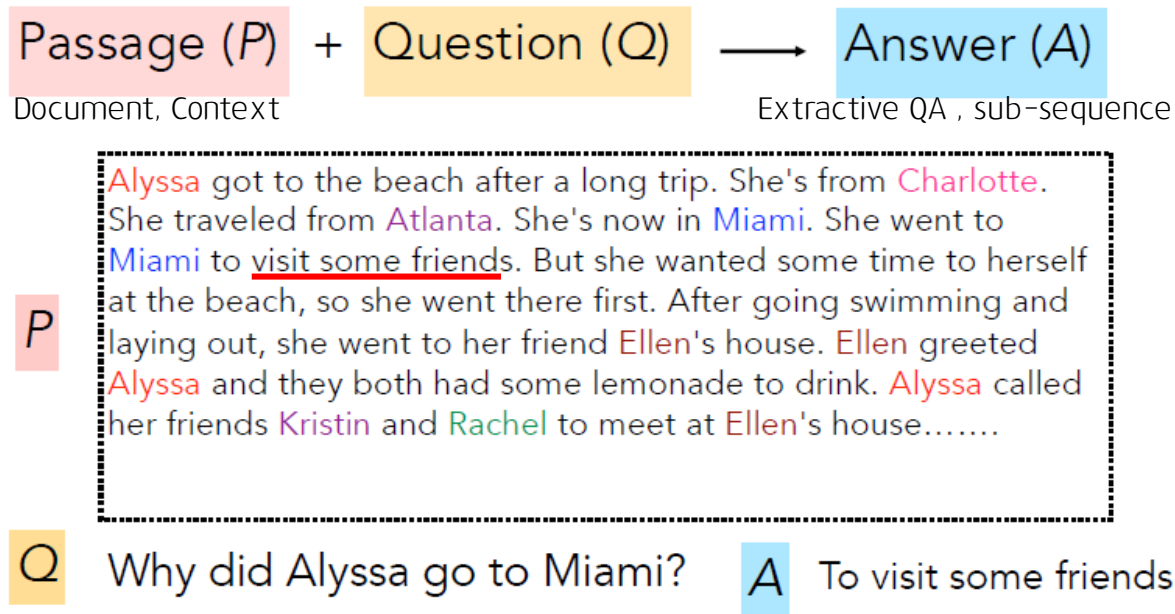 Passage (P) + Question (Q) → Answer (A)
Document, Context Extractive QA , sub-sequence
Alyssa got to the beach after a long trip. She's from Charlotte.
She traveled from Atlanta. She's now in Miami. She went to
Miami to visit some friends. But she wanted some time to herself
at the beach, so she went there first. After going swimming and
P
laying out, she went to her friend Ellen's house. Ellen greeted
Alyssa and they both had some lemonade to drink. Alyssa called
her friends Kristin and Rachel to meet at Ellen's house.......
Q Why did Alyssa go to Miami? A To visit some friends